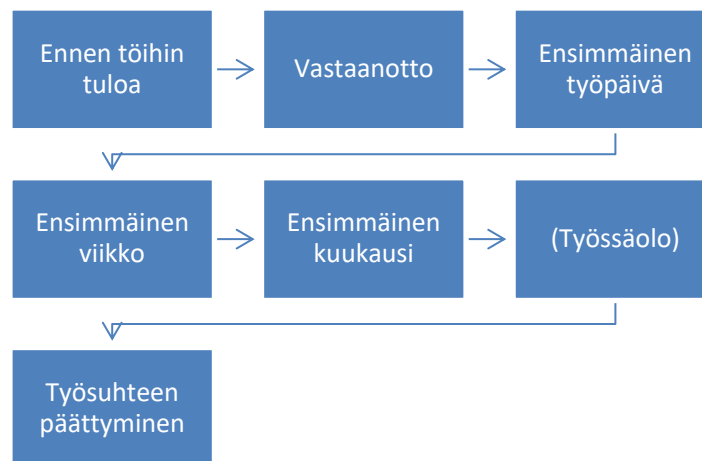 Ennen töihin
tuloa
Vastaanotto
Ensimmäinen
työpäivä
Ensimmäinen
viikko
Ensimmäinen
kuukausi
(Työssäolo)
Työsuhteen
päättyminen